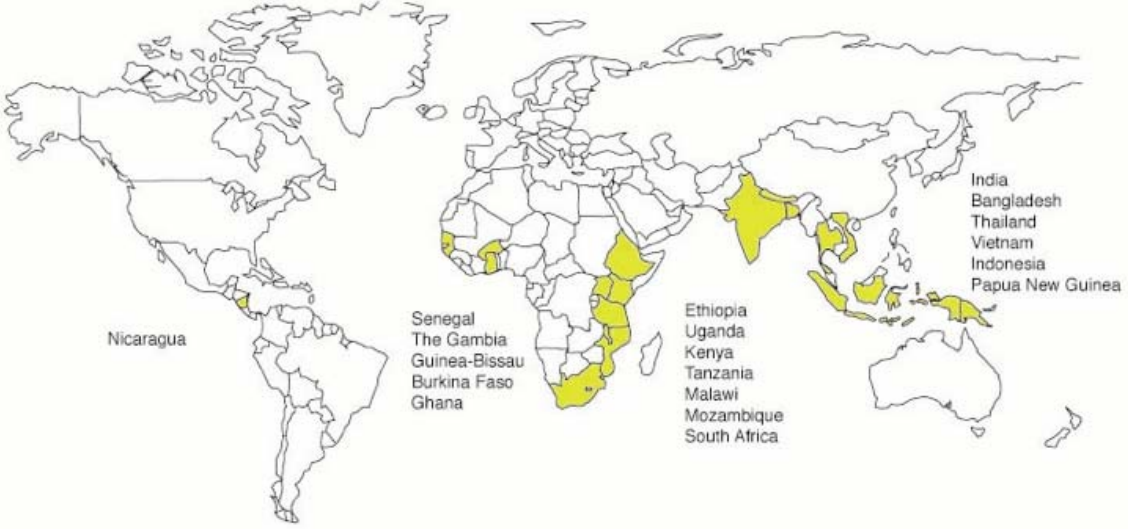 Nicaragua
Senegal
The Gambia
Guinea-Bissau
Burkina Faso
Ghana
Ethiopia
Uganda
Kenya
Tanzania
Malawi
Mozambique
South Africa
India
Bangladesh
Thailand
Vietnam
Indonesia
Papua New Guinea